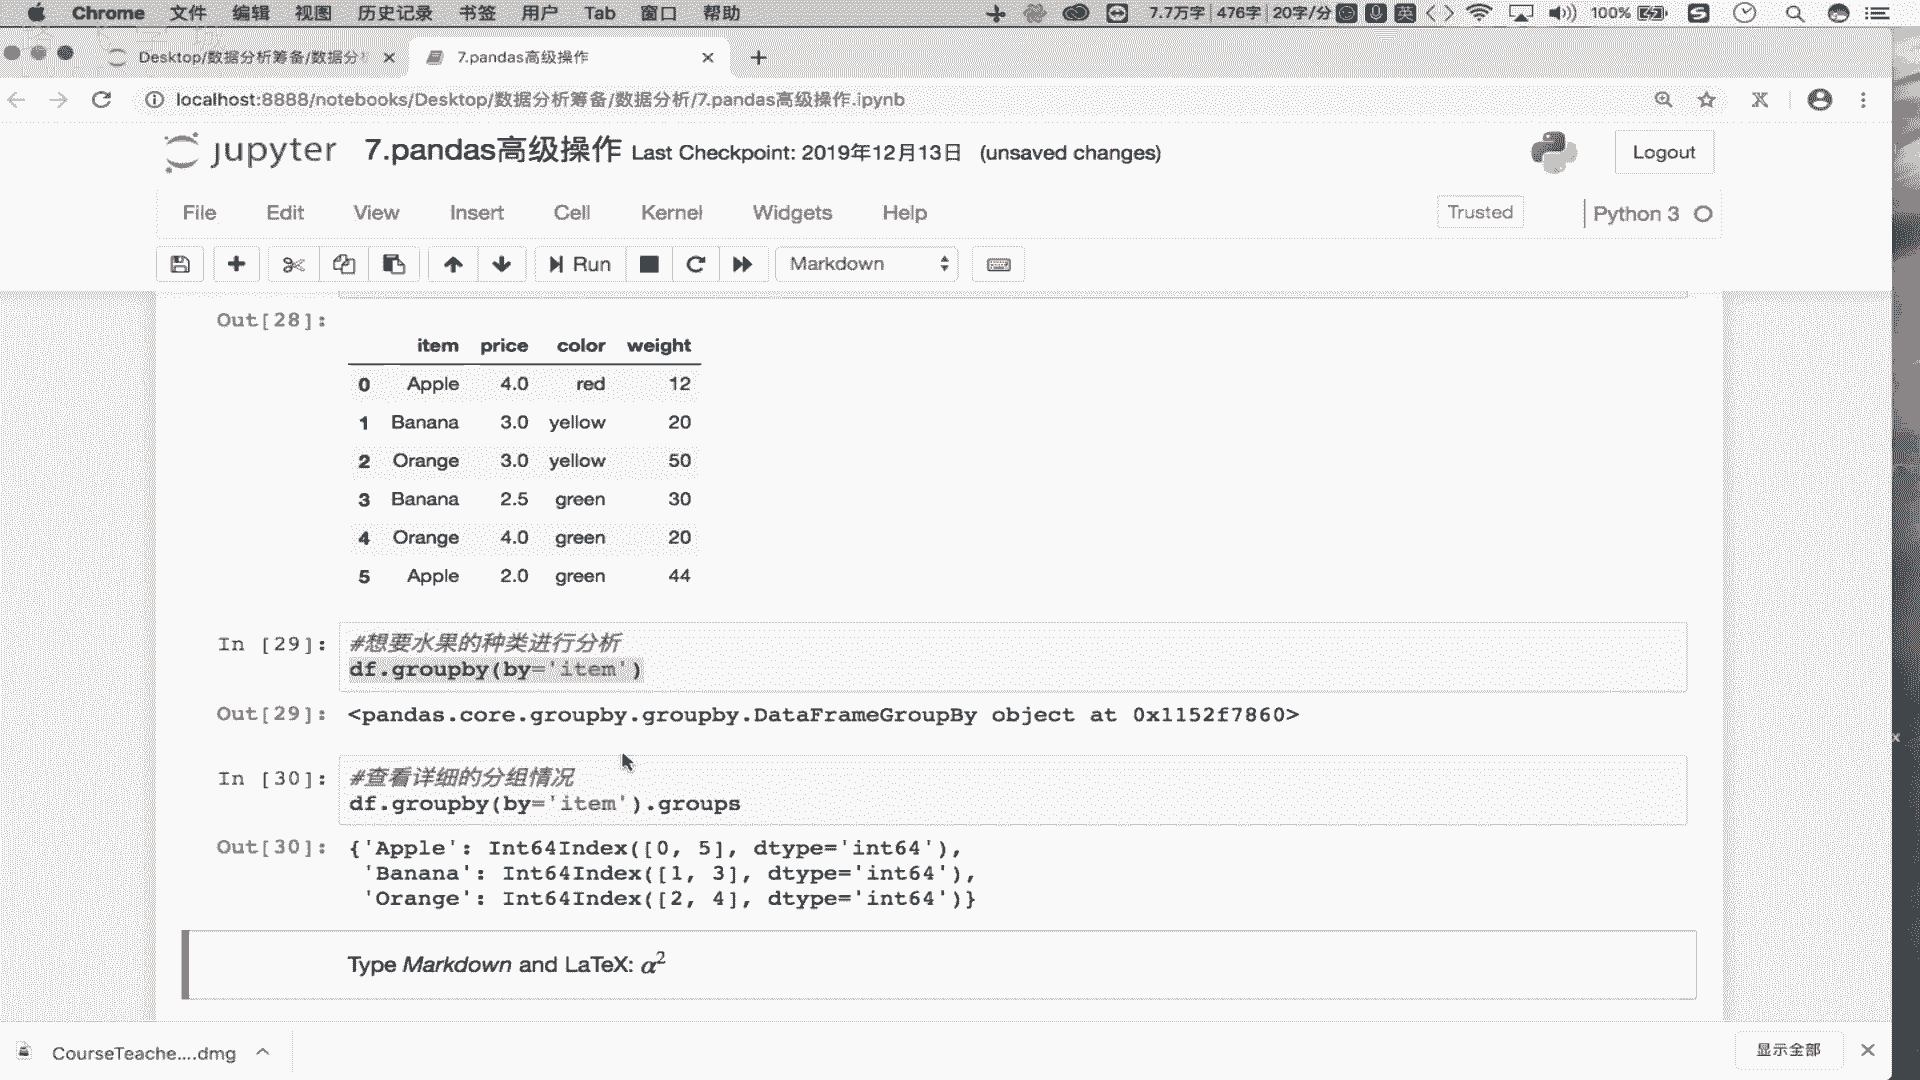 Chrome 文件 编辑 视图 历史记录 书签 用户 Tab 窗口 帮助 7.7万字 476字 20字/分 英 100%
Desktop/数据分析筹备/数据分 7.pandas高级操作
localhost:8888/notebooks/Desktop/数据分析筹备/数据分析/7.pandas高级操作.ipynb
jupyter 7.pandas高级操作 Last Checkpoint: 2019年12月13日 (unsaved changes) Logout
File Edit View Insert Cell Kernel Widgets Help Trusted Python 3
Run Markdown
Out[28]:
item price color weight
0 Apple 4.0 red 12
1 Banana 3.0 yellow 20
2 Orange 3.0 yellow 50
3 Banana 2.5 green 30
4 Orange 4.0 green 20
5 Apple 2.0 green 44
In [29]: #想要水果的种类进行分析
df.groupby(by='item')
Out[29]: <pandas.core.groupby.groupby.DataFrameGroupBy object at 0x1152f7860>
In [30]: #查看详细的分组情况
df.groupby(by='item').groups
Out[30]: {'Apple': Int64Index([0, 5], dtype='int64'),
'Banana': Int64Index([1, 3], dtype='int64'),
'Orange': Int64Index([2, 4], dtype='int64')}
Type Markdown and LaTeX: α²
CourseTeache....dmg 显示全部